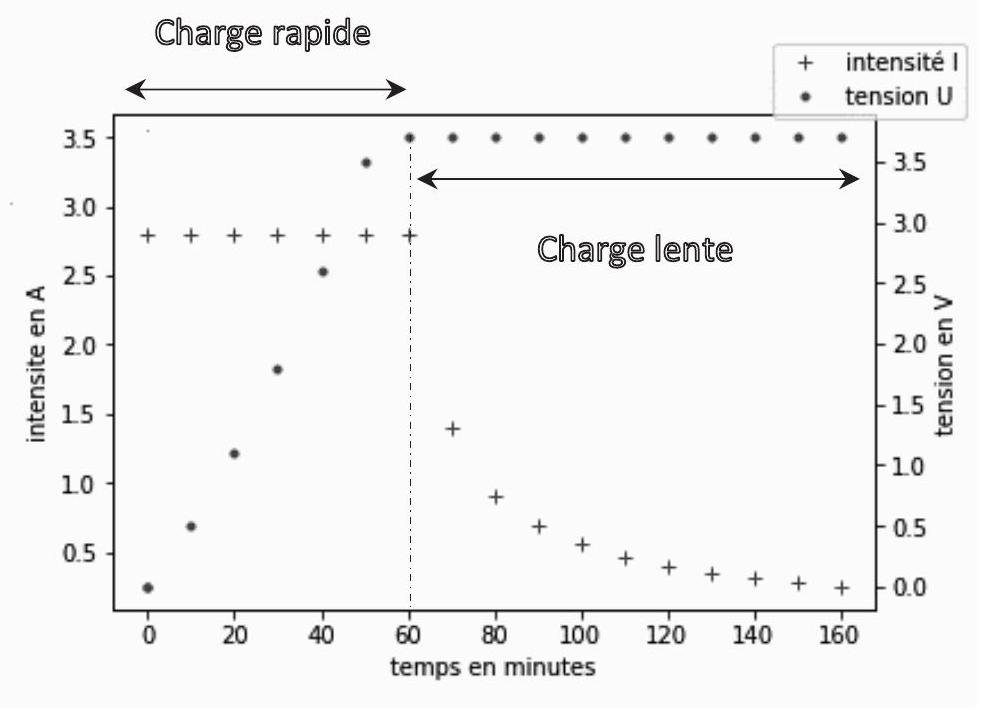 Charge rapide
intensité I
tension U
3.5
3.0
2.5
2.0
1.5
1.0
0.5
intensite en A
Charge lente
3.5
3.0
2.5
2.0
1.5
1.0
0.5
0.0
tension en V
0 20 40 60 80 100 120 140 160
temps en minutes